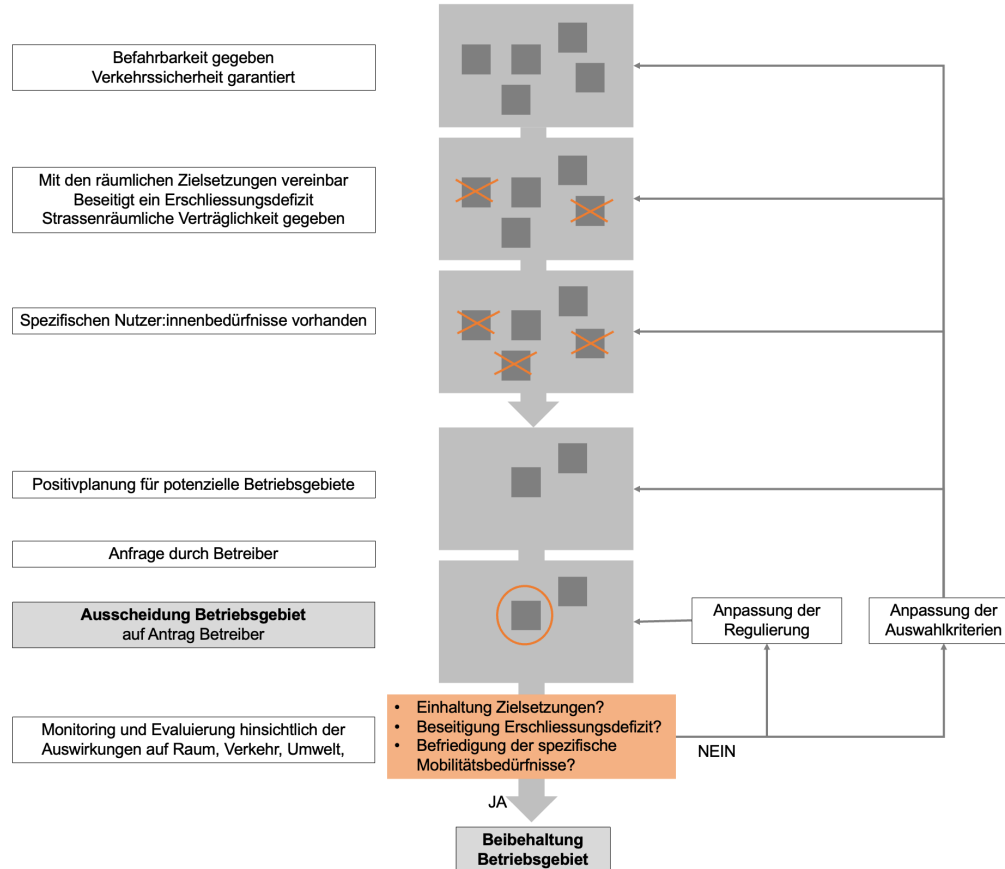 Befahrbarkeit gegeben
Verkehrssicherheit garantiert
Mit den räumlichen Zielsetzungen vereinbar
Beseitigt ein Erschliessungsdefizit
Strassenräumliche Verträglichkeit gegeben
Spezifischen Nutzer:innenbedürfnisse vorhanden
Positivplanung für potenzielle Betriebsgebiete
Anfrage durch Betreiber
Ausscheidung Betriebsgebiet
auf Antrag Betreiber
Anpassung der
Regulierung
Anpassung der
Auswahlkriterien
Monitoring und Evaluierung hinsichtlich der
Auswirkungen auf Raum, Verkehr, Umwelt,
• Einhaltung Zielsetzungen?
• Beseitigung Erschliessungsdefizit?
• Befriedigung der spezifische
Mobilitätsbedürfnisse?
NEIN
JA
Beibehaltung
Betriebsgebiet